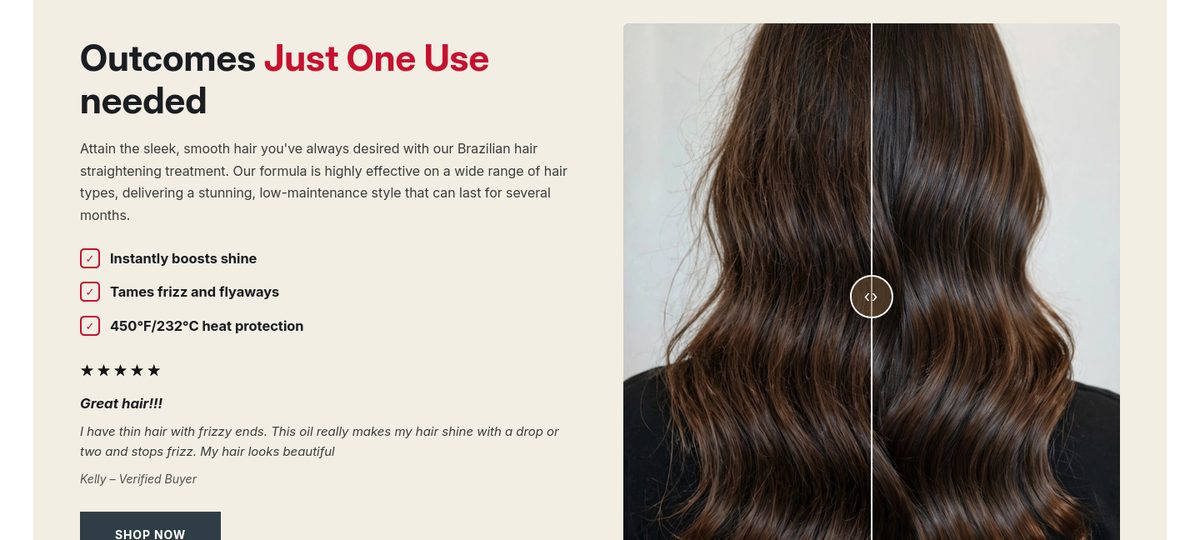 Outcomes Just One Use
needed
Attain the sleek, smooth hair you've always desired with our Brazilian hair
straightening treatment. Our formula is highly effective on a wide range of hair
types, delivering a stunning, low-maintenance style that can last for several
months.
Instantly boosts shine
Tames frizz and flyaways
450°F/232°C heat protection
Great hair!!!
I have thin hair with frizzy ends. This oil really makes my hair shine with a drop or
two and stops frizz. My hair looks beautiful
Kelly – Verified Buyer
SHOP NOW